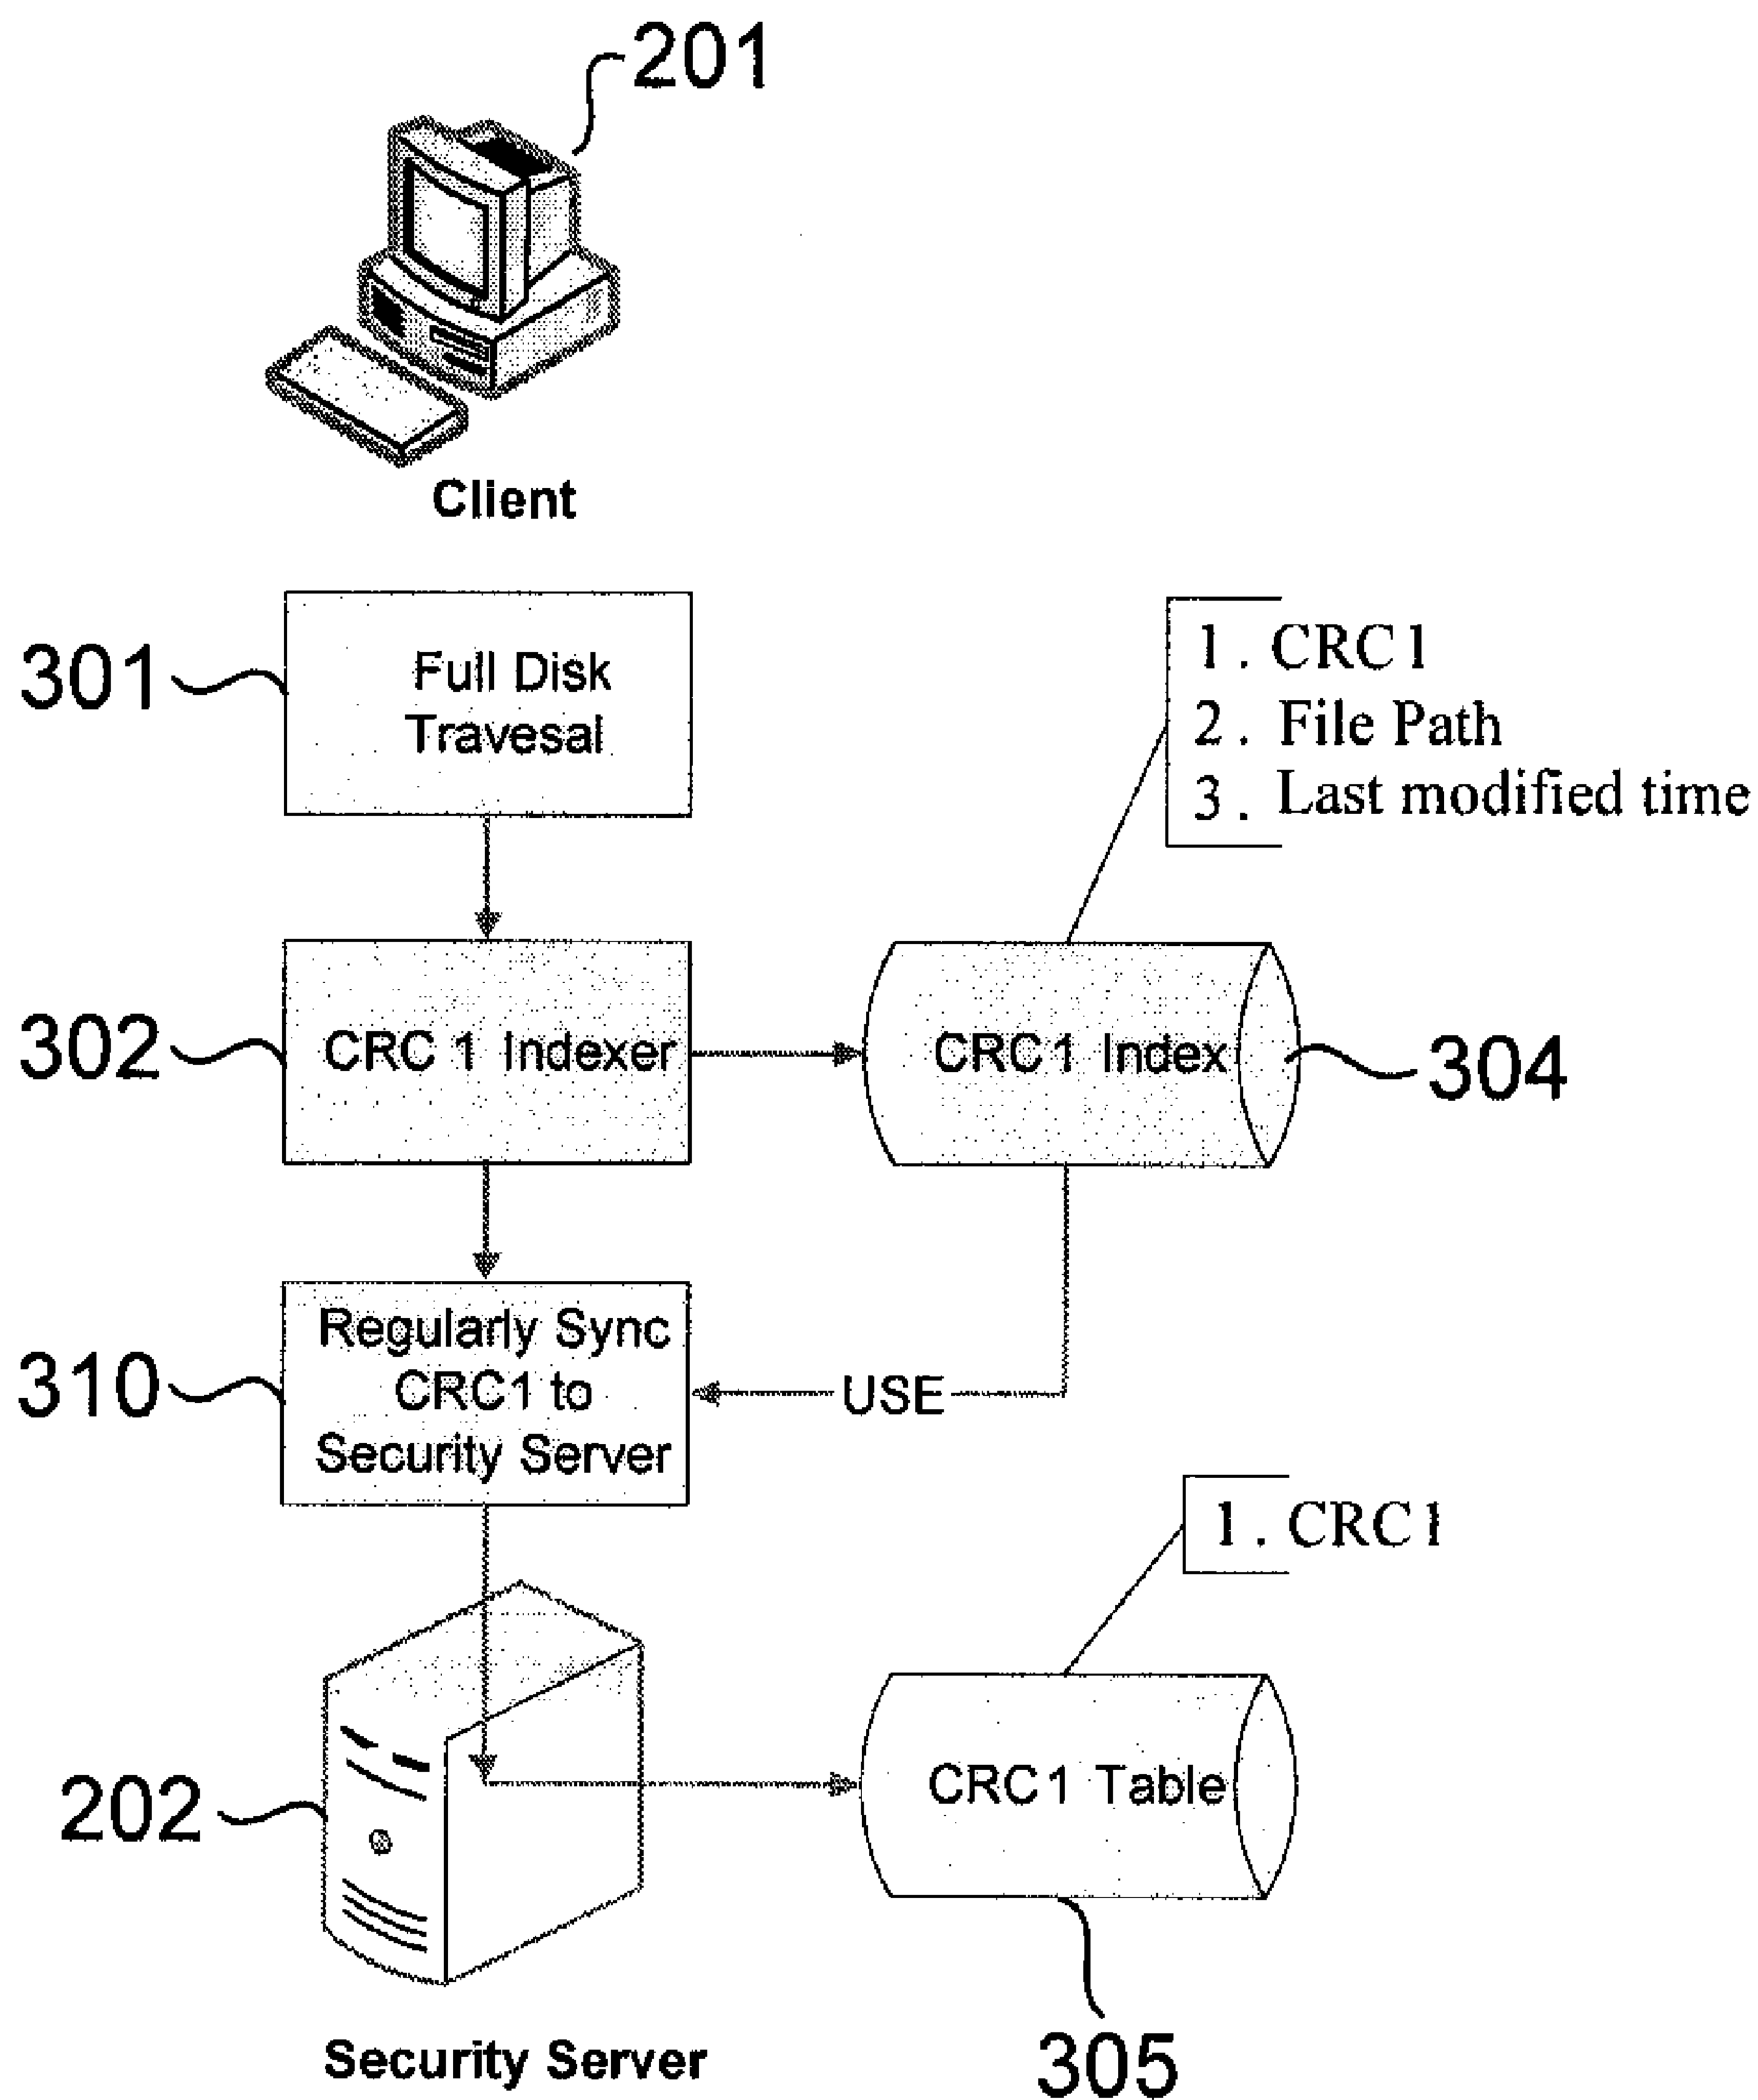 201
Client
301
Full Disk
Travesal
1. CRC1
2. File Path
3. Last modified time
302
CRC 1 Indexer
CRC1 Index
304
310
Regularly Sync
CRC1 to
Security Server
USE
1. CRC1
202
CRC1 Table
Security Server
305